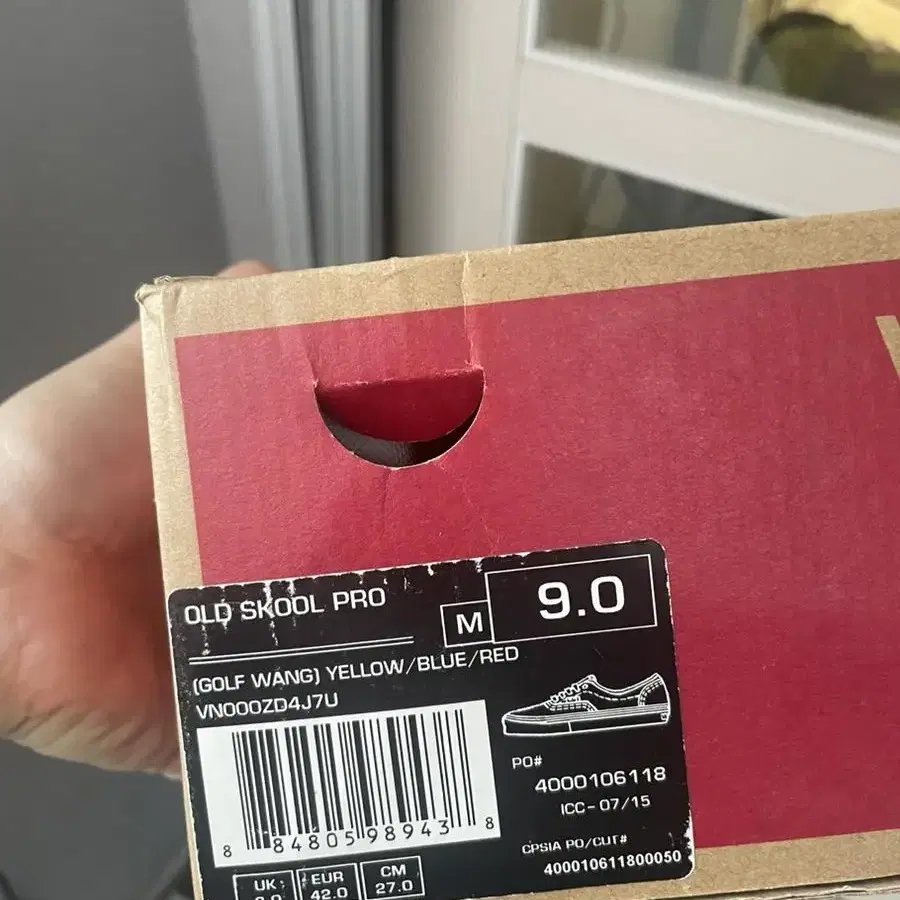 OLD SKOOL PRO
M 9.0
(GOLF WANG) YELLOW/BLUE/RED
VN000ZD4J7U
PO#
4000106118
ICC-07/15
8 84805 98943 8
CPSIA PO/CUT#
400010611800050
UK:
EUR
42.0
CM
27.0